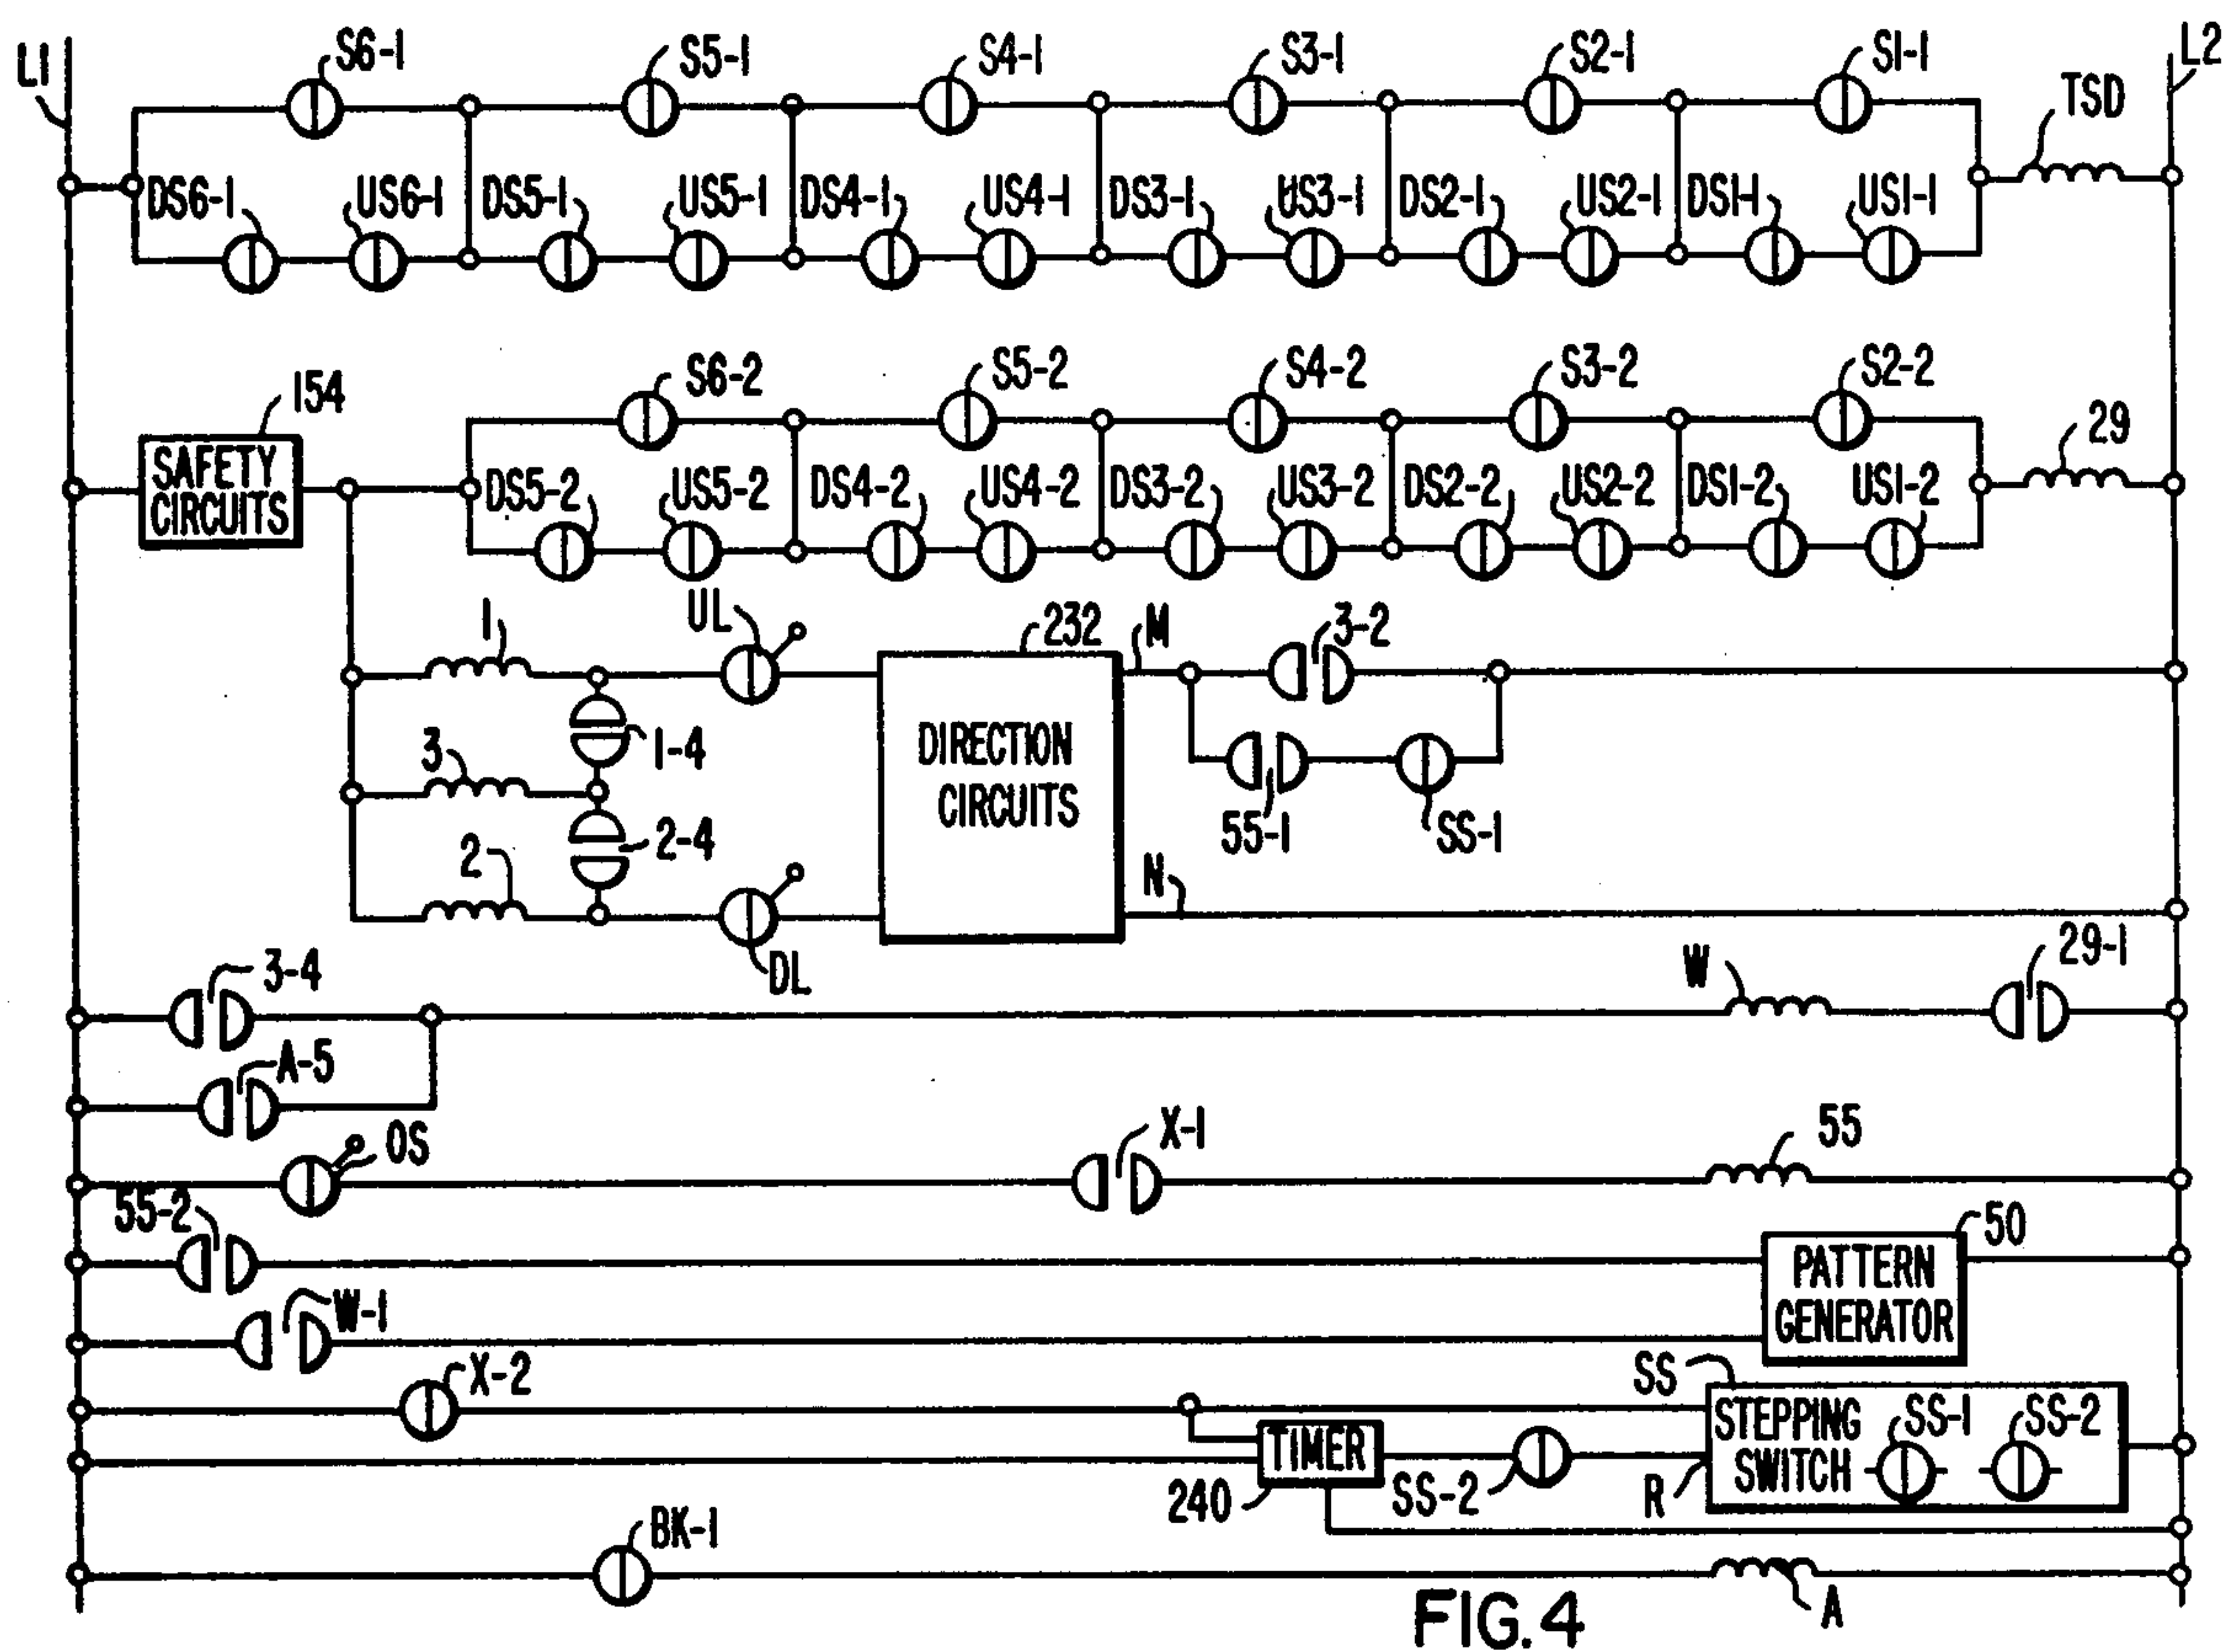 L1
S6-1
S5-1
S4-1
S3-1
S2-1
S1-1
L2
TSD
DS6-1
US6-1
DS5-1
US5-1
DS4-1
US4-1
DS3-1
US3-1
DS2-1
US2-1
DS1-1
US1-1
154
S6-2
S5-2
S4-2
S3-2
S2-2
29
SAFETY
CIRCUITS
DS5-2
US5-2
DS4-2
US4-2
DS3-2
US3-2
DS2-2
US2-2
DS1-2
US1-2
1
UL
232
M
3-2
1-4
3
DIRECTION
CIRCUITS
2-4
2
55-1
SS-1
N
DL
3-4
W
29-1
A-5
OS
X-1
55
55-2
50
PATTERN
GENERATOR
W-1
X-2
SS
STEPPING
SWITCH
SS-1
SS-2
TIMER
240
SS-2
R
BK-1
A
FIG.4